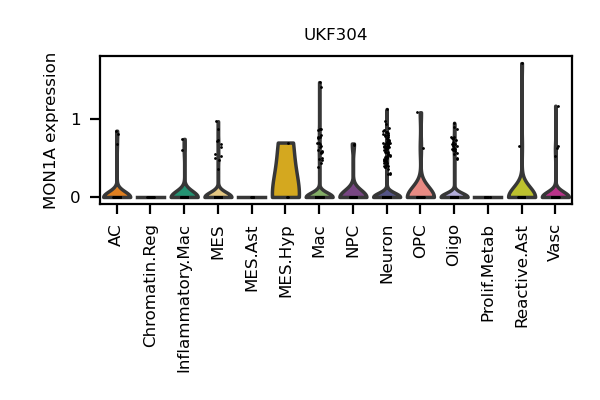 UKF304
MON1A expression
1
0
AC
Chromatin.Reg
Inflammatory.Mac
MES
MES.Ast
MES.Hyp
Mac
NPC
Neuron
OPC
Oligo
Prolif.Metab
Reactive.Ast
Vasc